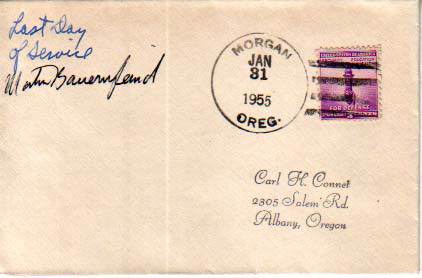 Last Day
of Service
Martin Bauernfeind
MORGAN
JAN
31
1955
OREG.
FOR DEFENSE
Carl H. Connet
2305 Salem Rd.
Albany, Oregon